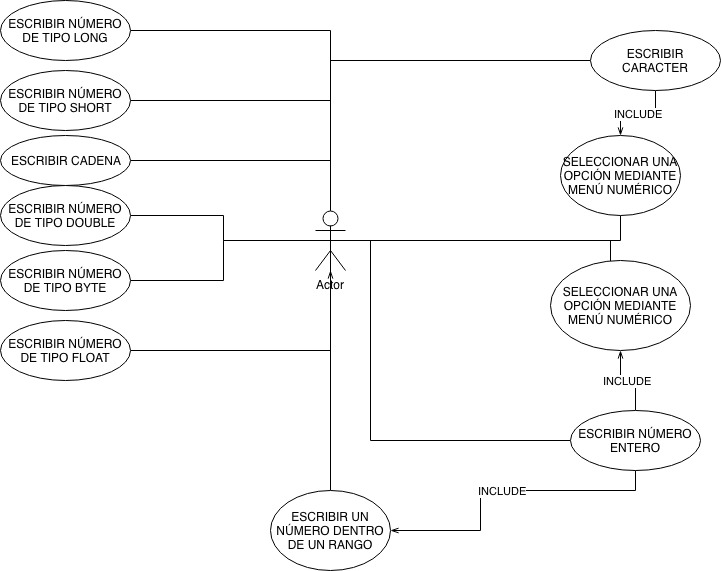 ESCRIBIR NÚMERO
DE TIPO LONG
ESCRIBIR
CARACTER
ESCRIBIR NÚMERO
DE TIPO SHORT
INCLUDE
ESCRIBIR CADENA
SELECCIONAR UNA
OPCIÓN MEDIANTE
MENÚ NUMÉRICO
ESCRIBIR NÚMERO
DE TIPO DOUBLE
ESCRIBIR NÚMERO
DE TIPO BYTE
Actor
SELECCIONAR UNA
OPCIÓN MEDIANTE
MENÚ NUMÉRICO
ESCRIBIR NÚMERO
DE TIPO FLOAT
INCLUDE
ESCRIBIR NÚMERO
ENTERO
INCLUDE
ESCRIBIR UN
NÚMERO DENTRO
DE UN RANGO